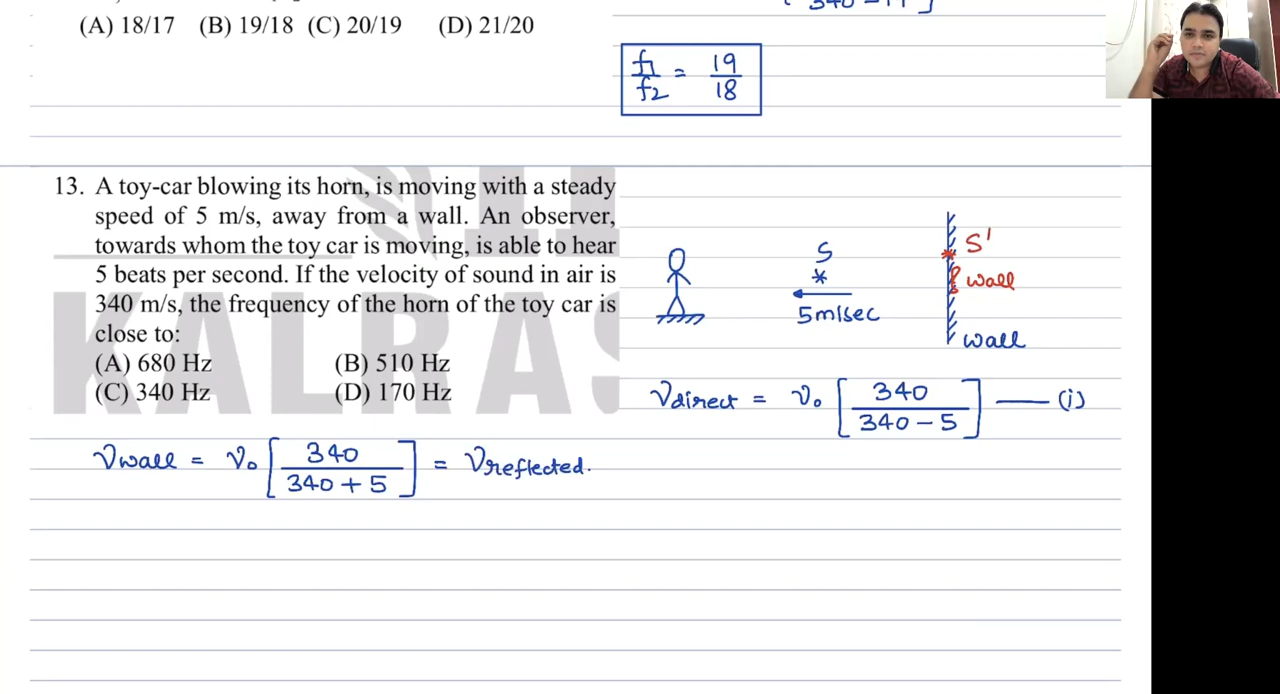 (A) 18/17 (B) 19/18 (C) 20/19 (D) 21/20
f1/f2 = 19/18
13. A toy-car blowing its horn, is moving with a steady
speed of 5 m/s, away from a wall. An observer,
towards whom the toy car is moving, is able to hear
5 beats per second. If the velocity of sound in air is
340 m/s, the frequency of the horn of the toy car is
close to:
(A) 680 Hz (B) 510 Hz
(C) 340 Hz (D) 170 Hz
S
*
5m/sec
S'
wall
wall
νdirect = ν₀ [340 / 340 − 5] —— (i)
νwall = ν₀ [340 / 340 + 5] = νreflected.
KALRAS